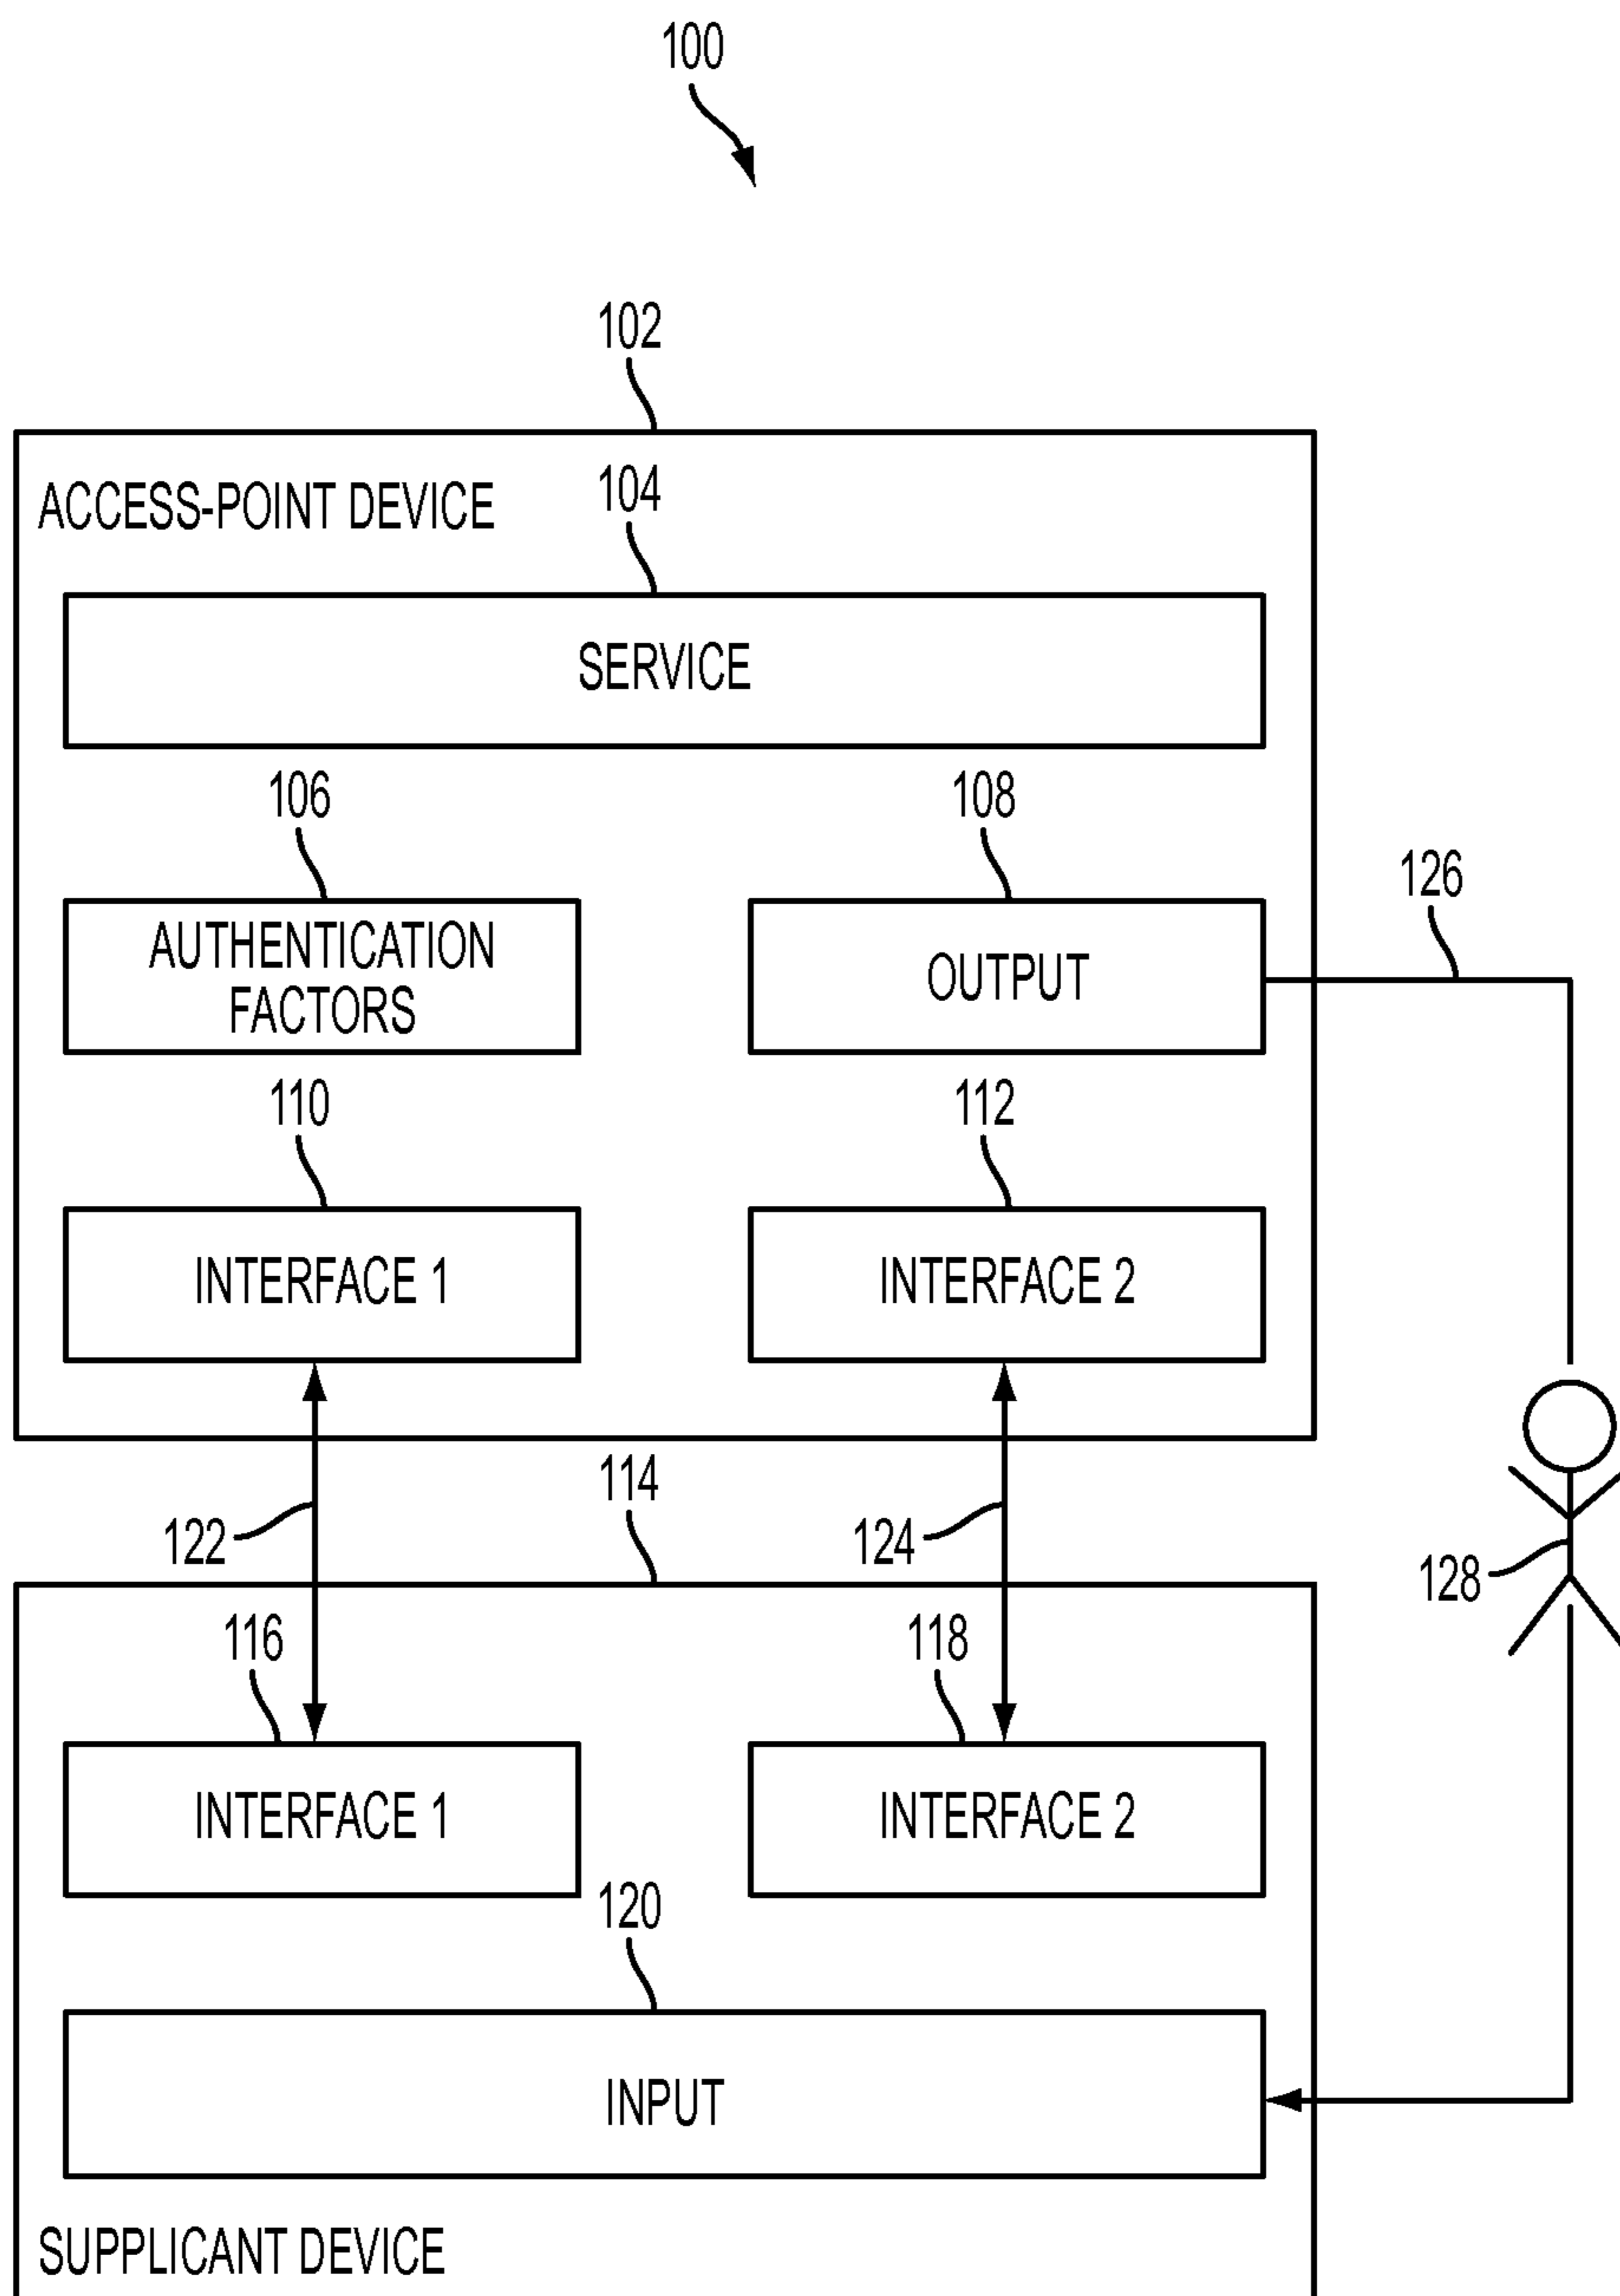 100
102
ACCESS-POINT DEVICE
104
SERVICE
106
108
126
AUTHENTICATION
FACTORS
OUTPUT
110
112
INTERFACE 1
INTERFACE 2
114
122
124
128
116
118
INTERFACE 1
INTERFACE 2
120
INPUT
SUPPLICANT DEVICE